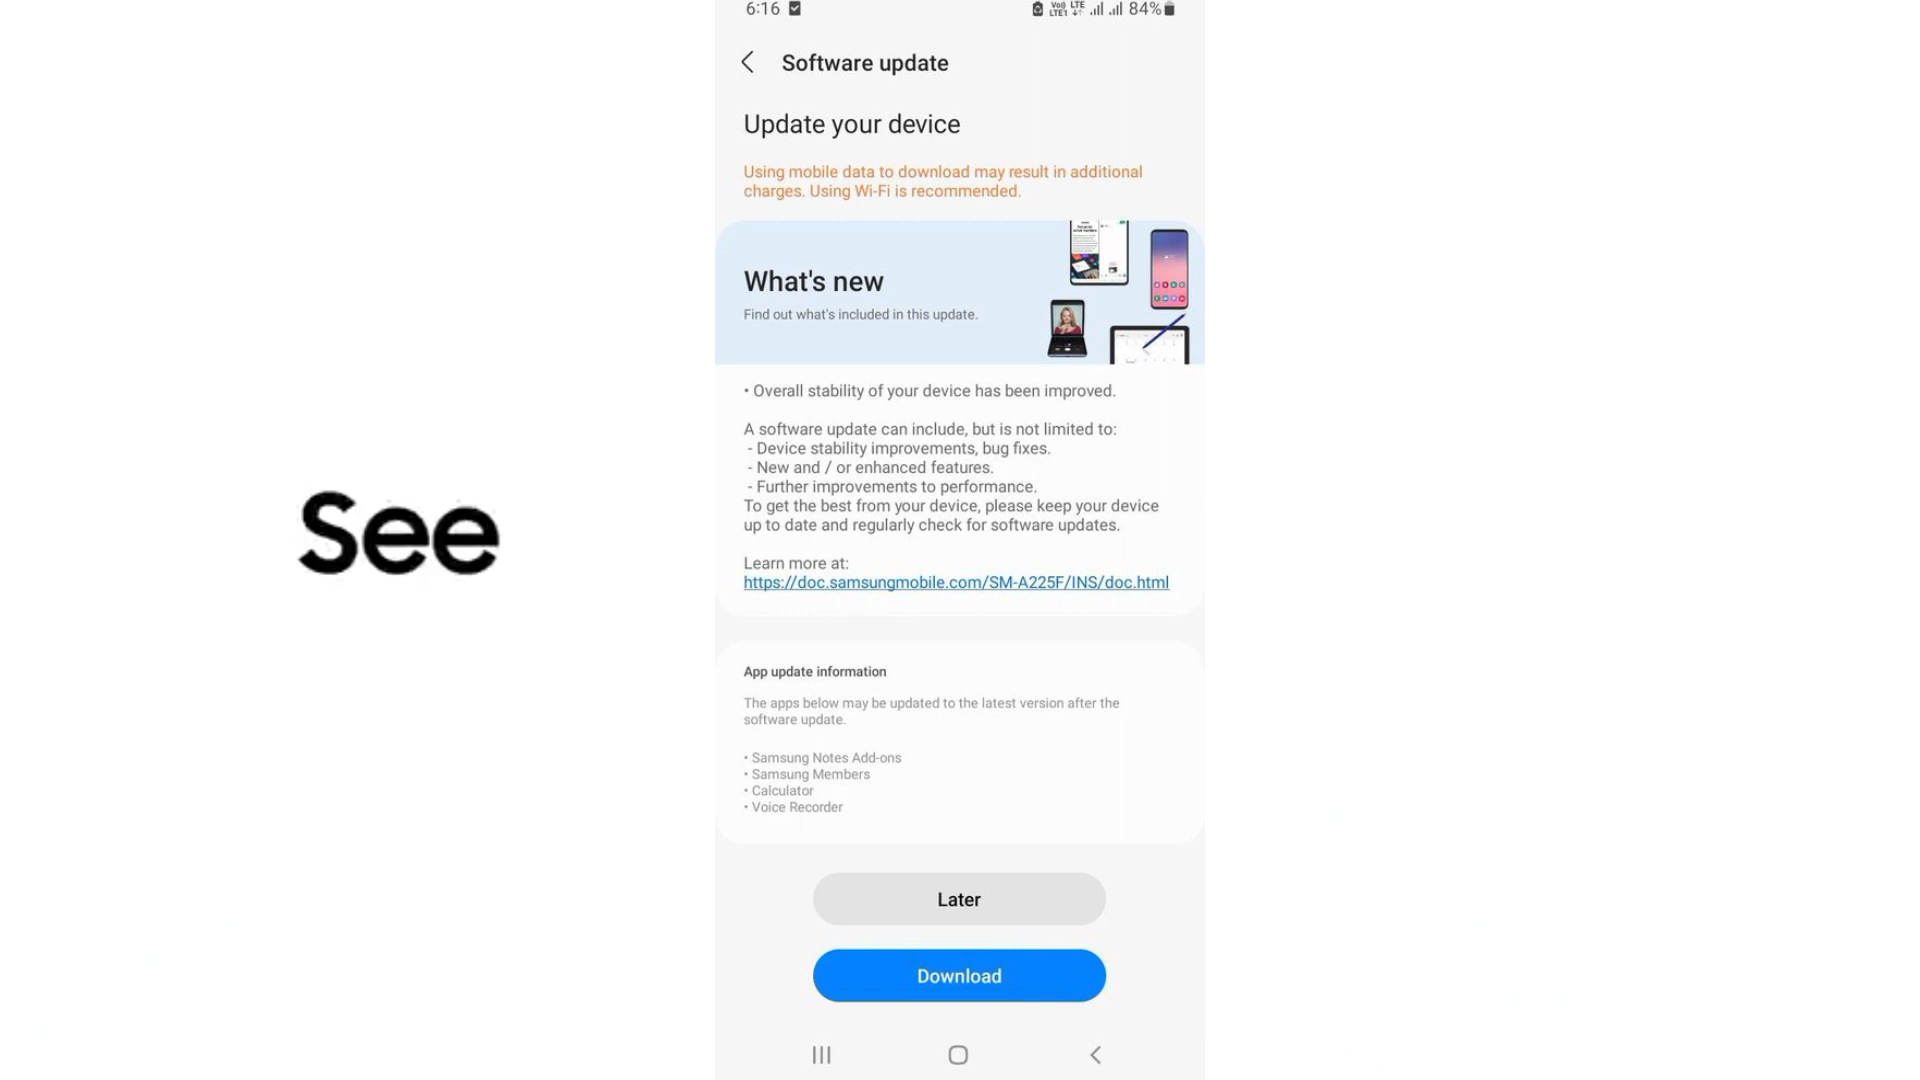 6:16
Vo) LTE
LTE1
84%
Software update
Update your device
Using mobile data to download may result in additional
charges. Using Wi-Fi is recommended.
What's new
Find out what's included in this update.
• Overall stability of your device has been improved.
A software update can include, but is not limited to:
- Device stability improvements, bug fixes.
- New and / or enhanced features.
- Further improvements to performance.
To get the best from your device, please keep your device
up to date and regularly check for software updates.
See
Learn more at:
https://doc.samsungmobile.com/SM-A225F/INS/doc.html
App update information
The apps below may be updated to the latest version after the
software update.
• Samsung Notes Add-ons
• Samsung Members
• Calculator
• Voice Recorder
Later
Download